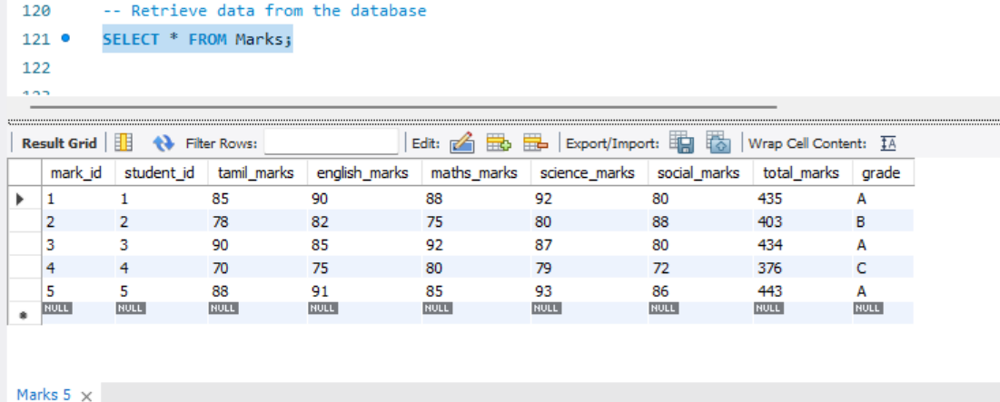 120 -- Retrieve data from the database
121 SELECT * FROM Marks;
122
123
Result Grid Filter Rows: Edit: Export/Import: Wrap Cell Content:
mark_id student_id tamil_marks english_marks maths_marks science_marks social_marks total_marks grade
1 1 85 90 88 92 80 435 A
2 2 78 82 75 80 88 403 B
3 3 90 85 92 87 80 434 A
4 4 70 75 80 79 72 376 C
5 5 88 91 85 93 86 443 A
NULL NULL NULL NULL NULL NULL NULL NULL NULL
Marks 5